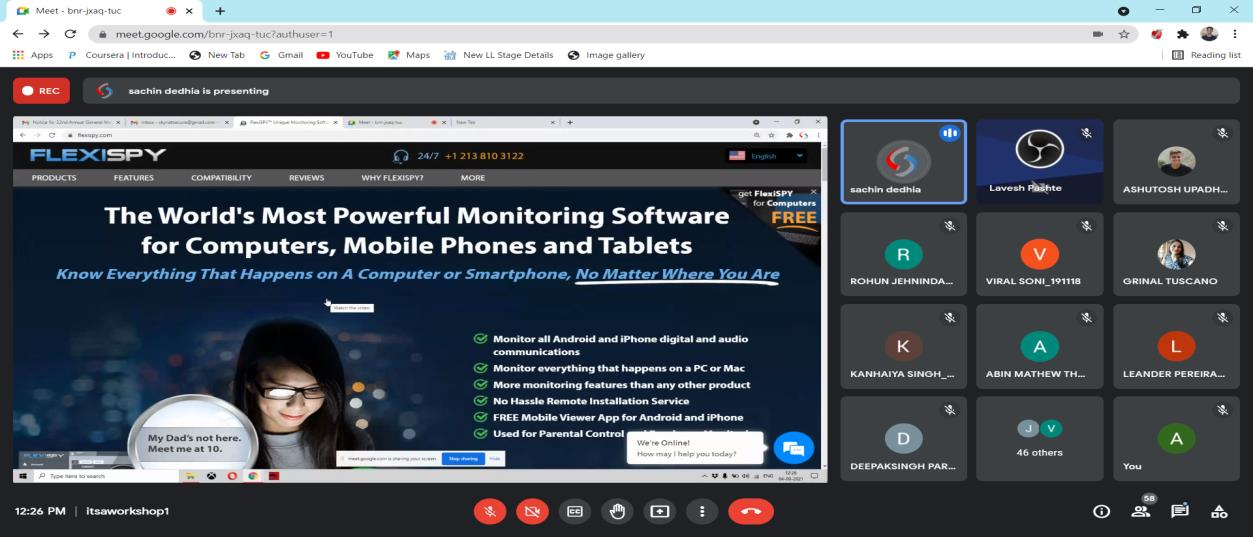 Meet - bnr-jxaq-tuc
meet.google.com/bnr-jxaq-tuc?authuser=1
Apps
Coursera | Introduc...
New Tab
Gmail
YouTube
Maps
New LL Stage Details
Image gallery
Reading list
REC
sachin dedhia is presenting
Meet - bnr-jxaq-tuc
New Tab
flexispy.com
FLEXISPY
24/7 +1 213 810 3122
English
PRODUCTS FEATURES COMPATIBILITY REVIEWS WHY FLEXISPY? MORE
get FlexiSPY
for Computers
FREE
The World's Most Powerful Monitoring Software
for Computers, Mobile Phones and Tablets
Know Everything That Happens on A Computer or Smartphone, No Matter Where You Are
Watch the video
Monitor all Android and iPhone digital and audio
communications
Monitor everything that happens on a PC or Mac
More monitoring features than any other product
No Hassle Remote Installation Service
FREE Mobile Viewer App for Android and iPhone
Used for Parental Control
My Dad's not here.
Meet me at 10.
We're Online!
How may I help you today?
meet.google.com is sharing your screen.
Stop sharing
Hide
Type here to search
ENG
12:26
04-09-2021
sachin dedhia
Lavesh Pashte
ASHUTOSH UPADH...
R
ROHUN JEHNINDA...
V
VIRAL SONI_191118
GRINAL TUSCANO
K
KANHAIYA SINGH_...
A
ABIN MATHEW TH...
L
LEANDER PEREIRA...
D
DEEPAKSINGH PAR...
J V
46 others
A
You
12:26 PM | itsaworkshop1
CC
58